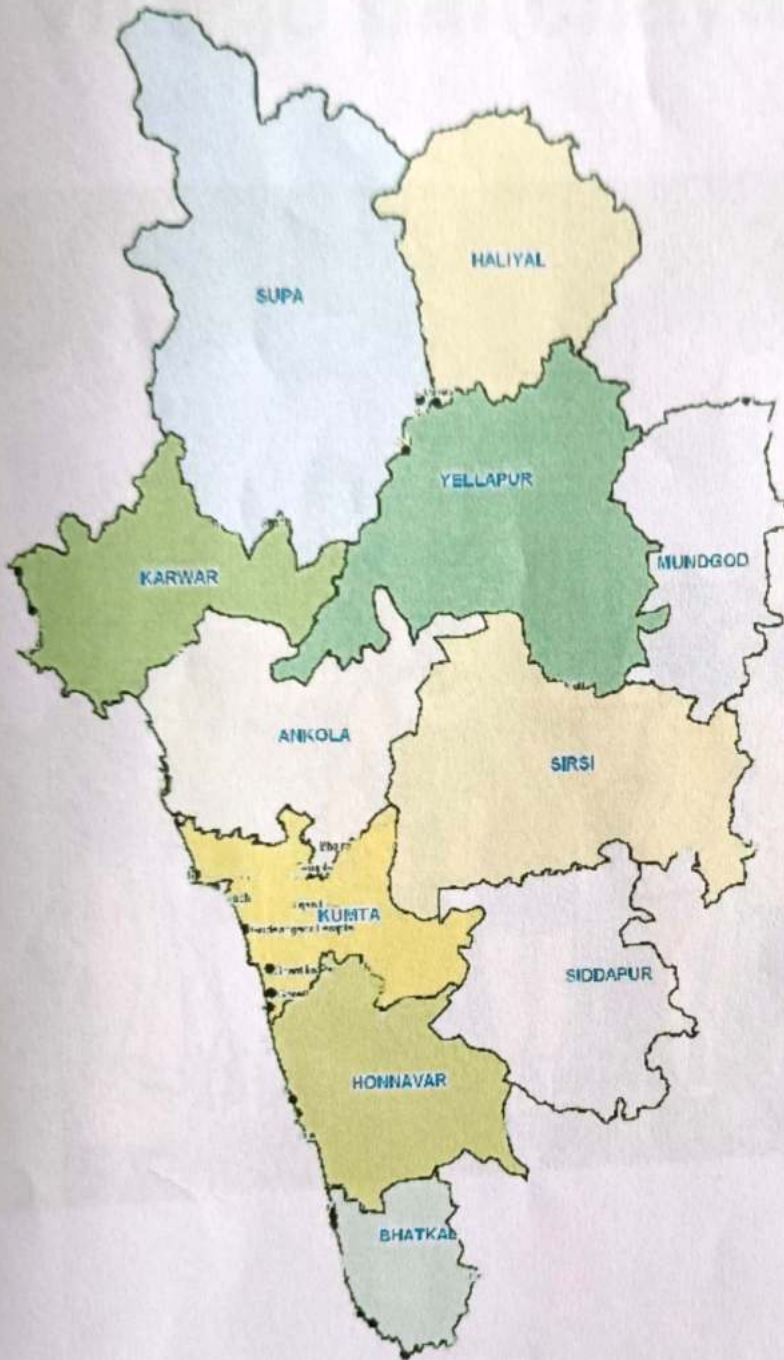 HALIYAL
SUPA
YELLAPUR
MUNDGOD
KARWAR
ANKOLA
SIRSI
KUMTA
SIDDAPUR
HONNAVAR
BHATKAL